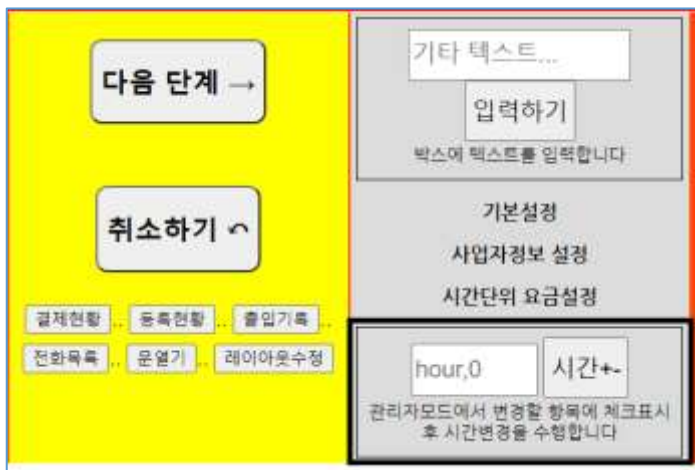 다음 단계 →
취소하기 ↶
결제현황 .. 등록현황 .. 출입기록 ..
전화목록 .. 문열기 .. 레이아웃수정
기타 텍스트...
입력하기
박스에 텍스트를 입력합니다
기본설정
사업자정보 설정
시간단위 요금설정
hour,0 시간+-
관리자모드에서 변경할 항목에 체크표시
후 시간변경을 수행합니다